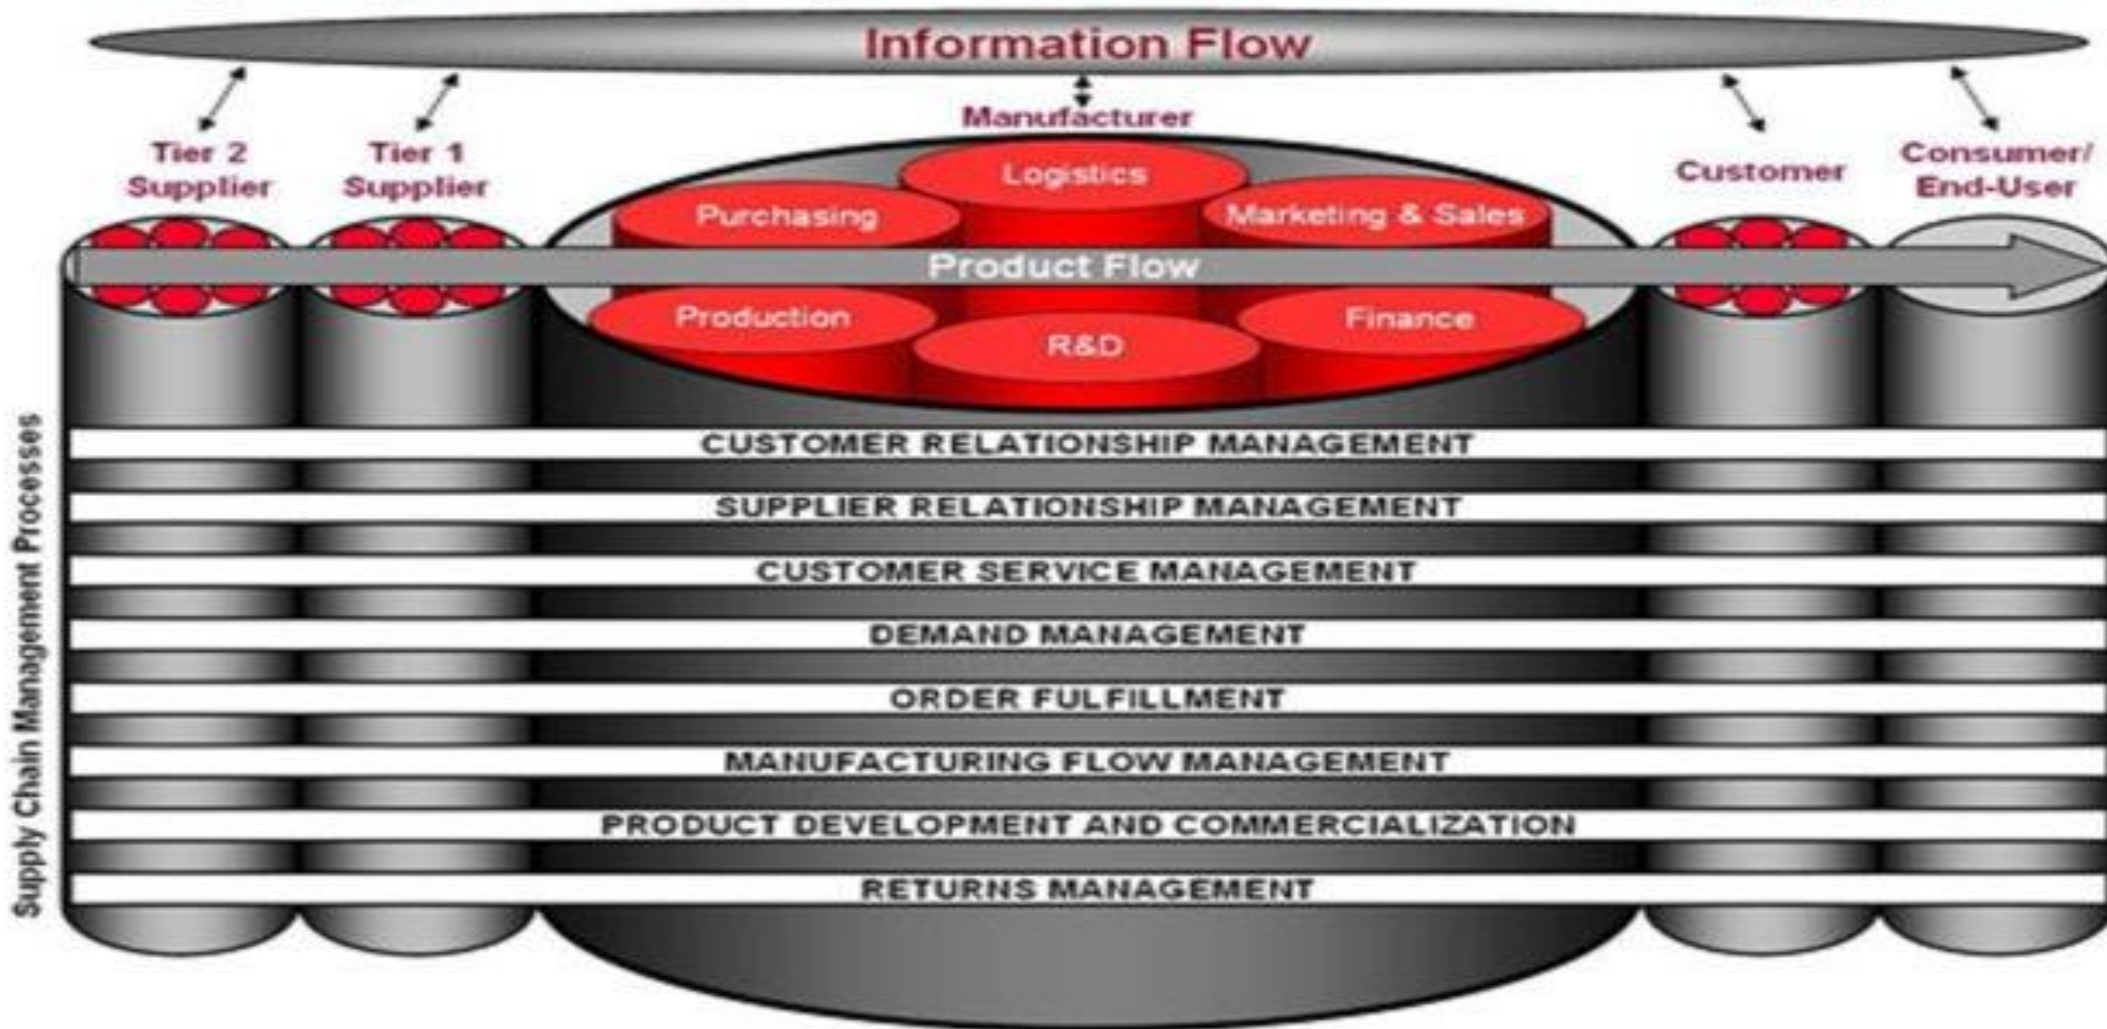 Information Flow
Manufacturer
Tier 2
Supplier
Tier 1
Supplier
Customer
Consumer/
End-User
Logistics
Purchasing
Marketing & Sales
Product Flow
Production
R&D
Finance
Supply Chain Management Processes
CUSTOMER RELATIONSHIP MANAGEMENT
SUPPLIER RELATIONSHIP MANAGEMENT
CUSTOMER SERVICE MANAGEMENT
DEMAND MANAGEMENT
ORDER FULFILLMENT
MANUFACTURING FLOW MANAGEMENT
PRODUCT DEVELOPMENT AND COMMERCIALIZATION
RETURNS MANAGEMENT